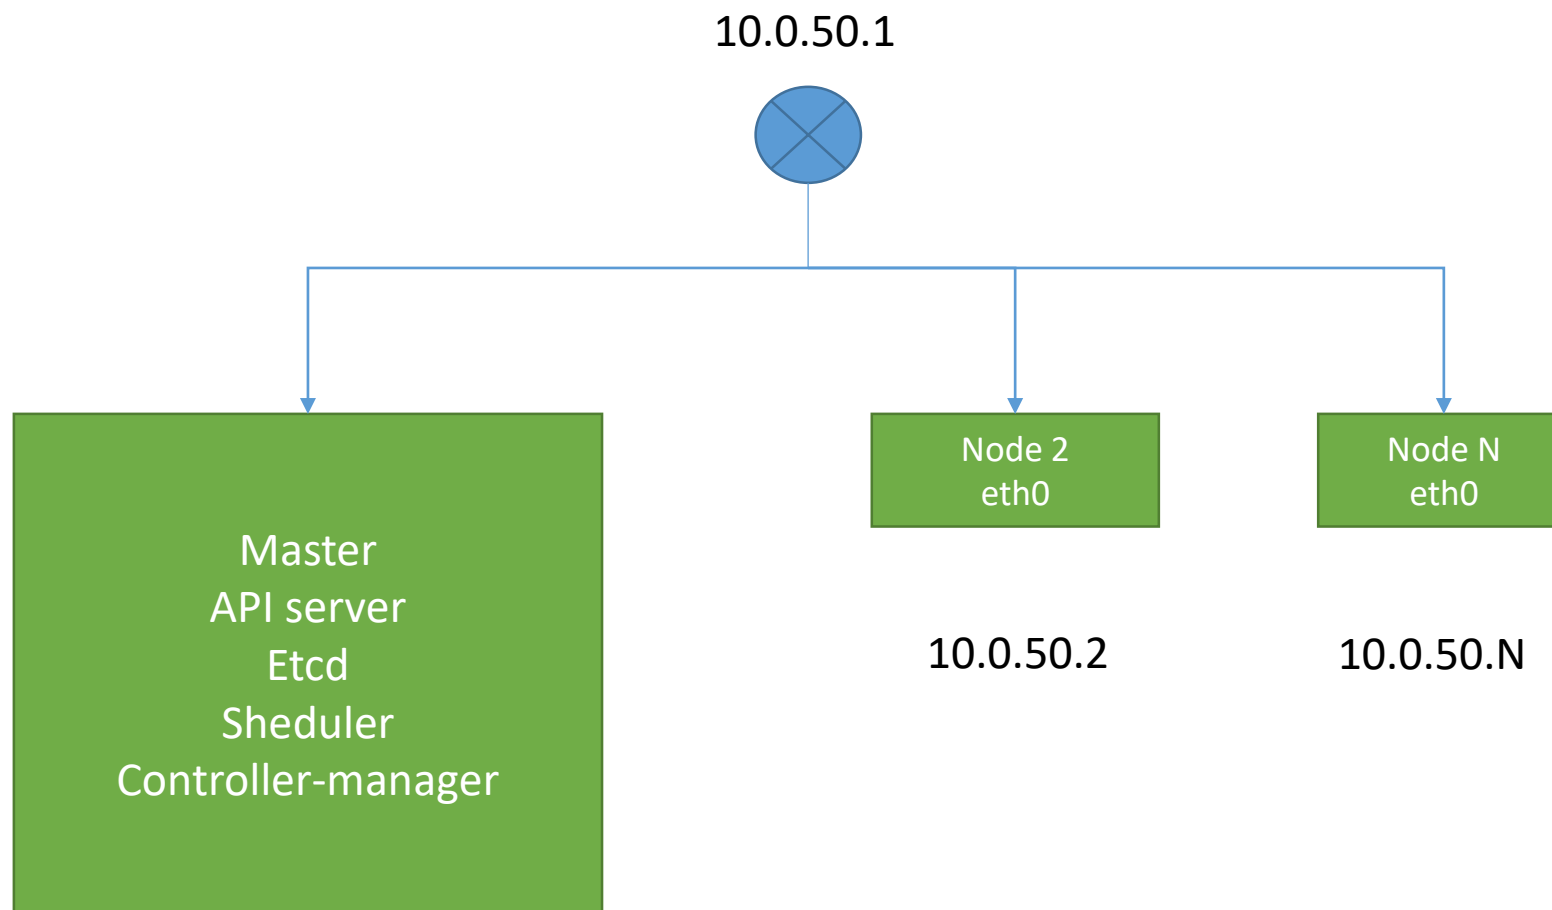 10.0.50.1
Master
API server
Etcd
Sheduler
Controller-manager
Node 2
eth0
10.0.50.2
Node N
eth0
10.0.50.N